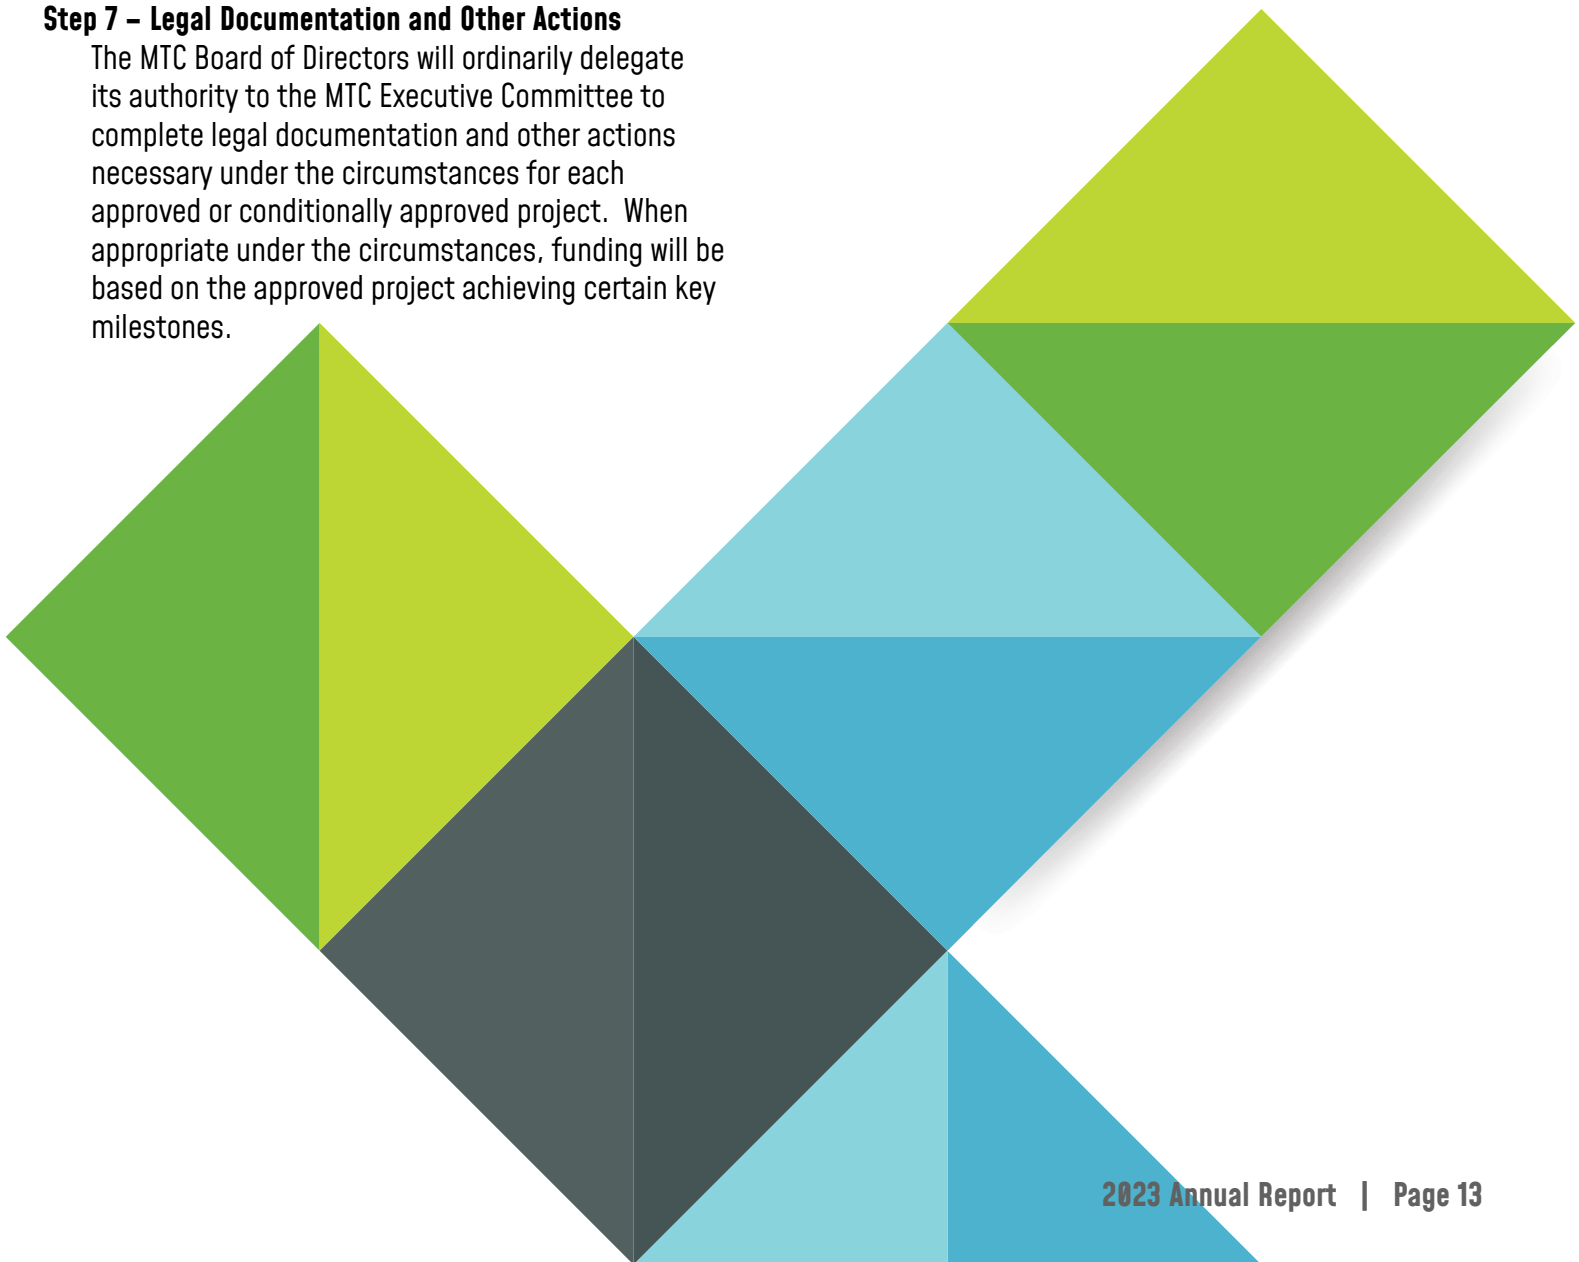 Step 7 – Legal Documentation and Other Actions
The MTC Board of Directors will ordinarily delegate
its authority to the MTC Executive Committee to
complete legal documentation and other actions
necessary under the circumstances for each
approved or conditionally approved project.  When
appropriate under the circumstances, funding will be
based on the approved project achieving certain key
milestones.
2023 Annual Report | Page 13